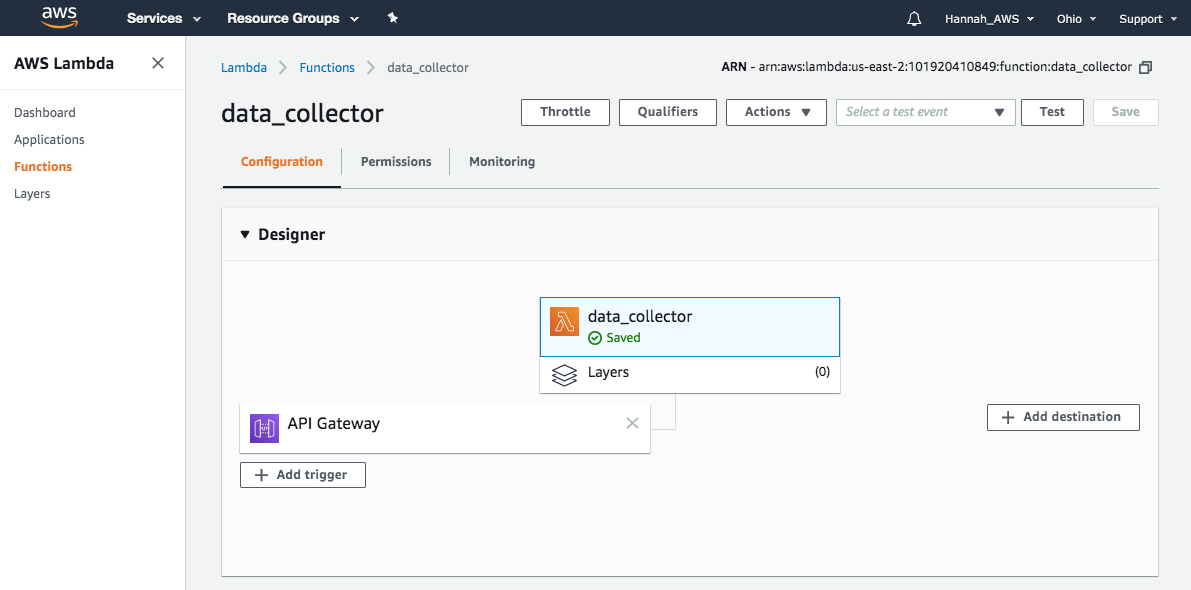 aws Services Resource Groups Hannah_AWS Ohio Support
AWS Lambda
Dashboard
Applications
Functions
Layers
Lambda Functions data_collector
ARN - arn:aws:lambda:us-east-2:101920410849:function:data_collector
data_collector
Throttle Qualifiers Actions Select a test event Test Save
Configuration Permissions Monitoring
Designer
data_collector
Saved
Layers (0)
API Gateway
Add trigger
Add destination